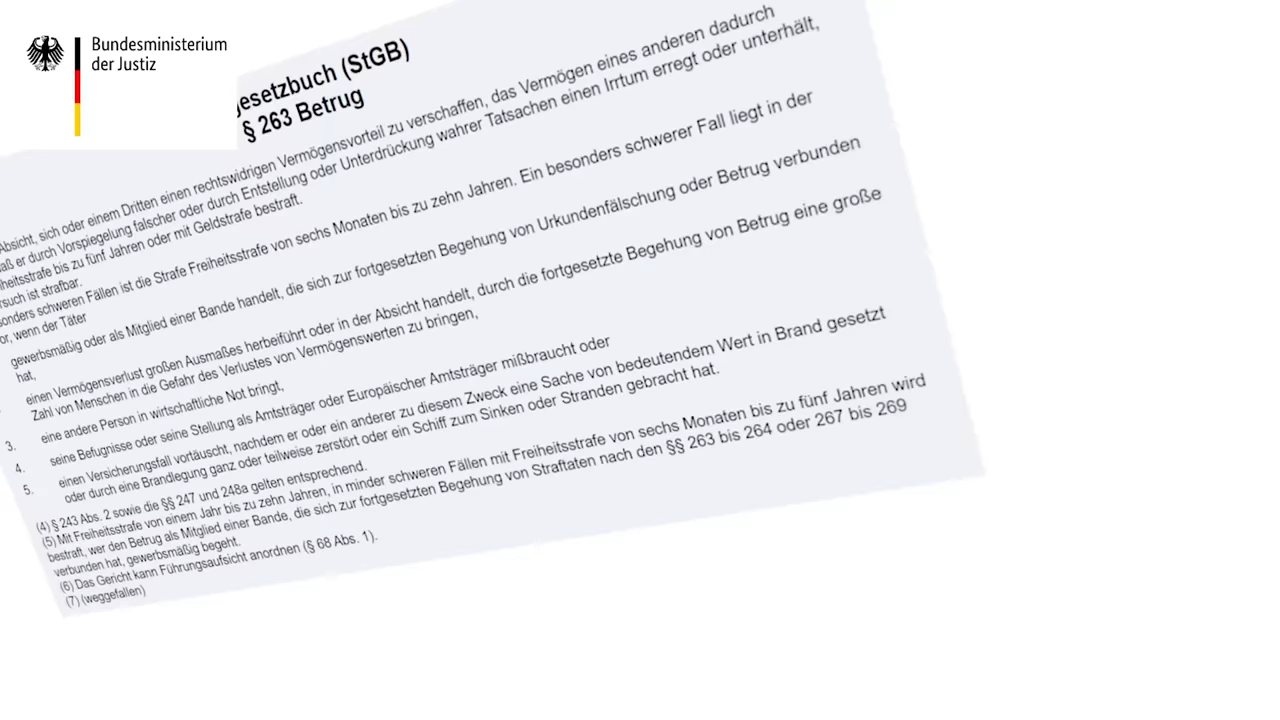 Bundesministerium
der Justiz
gesetzbuch (StGB)
§ 263 Betrug
Absicht, sich oder einem Dritten einen rechtswidrigen Vermögensvorteil zu verschaffen, das Vermögen eines anderen dadurch
daß er durch Vorspiegelung falscher oder durch Entstellung oder Unterdrückung wahrer Tatsachen einen Irrtum erregt oder unterhält,
iheitsstrafe bis zu fünf Jahren oder mit Geldstrafe bestraft.
rsuch ist strafbar.
sonders schweren Fällen ist die Strafe Freiheitsstrafe von sechs Monaten bis zu zehn Jahren. Ein besonders schwerer Fall liegt in der
or, wenn der Täter
gewerbsmäßig oder als Mitglied einer Bande handelt, die sich zur fortgesetzten Begehung von Urkundenfälschung oder Betrug verbunden
hat,
einen Vermögensverlust großen Ausmaßes herbeiführt oder in der Absicht handelt, durch die fortgesetzte Begehung von Betrug eine große
Zahl von Menschen in die Gefahr des Verlustes von Vermögenswerten zu bringen,
3. eine andere Person in wirtschaftliche Not bringt,
4. seine Befugnisse oder seine Stellung als Amtsträger oder Europäischer Amtsträger mißbraucht oder
5. einen Versicherungsfall vortäuscht, nachdem er oder ein anderer zu diesem Zweck eine Sache von bedeutendem Wert in Brand gesetzt
oder durch eine Brandlegung ganz oder teilweise zerstört oder ein Schiff zum Sinken oder Stranden gebracht hat.
(4) § 243 Abs. 2 sowie die §§ 247 und 248a gelten entsprechend.
(5) Mit Freiheitsstrafe von einem Jahr bis zu zehn Jahren, in minder schweren Fällen mit Freiheitsstrafe von sechs Monaten bis zu fünf Jahren wird
bestraft, wer den Betrug als Mitglied einer Bande, die sich zur fortgesetzten Begehung von Straftaten nach den §§ 263 bis 264 oder 267 bis 269
verbunden hat, gewerbsmäßig begeht.
(6) Das Gericht kann Führungsaufsicht anordnen (§ 68 Abs. 1).
(7) (weggefallen)